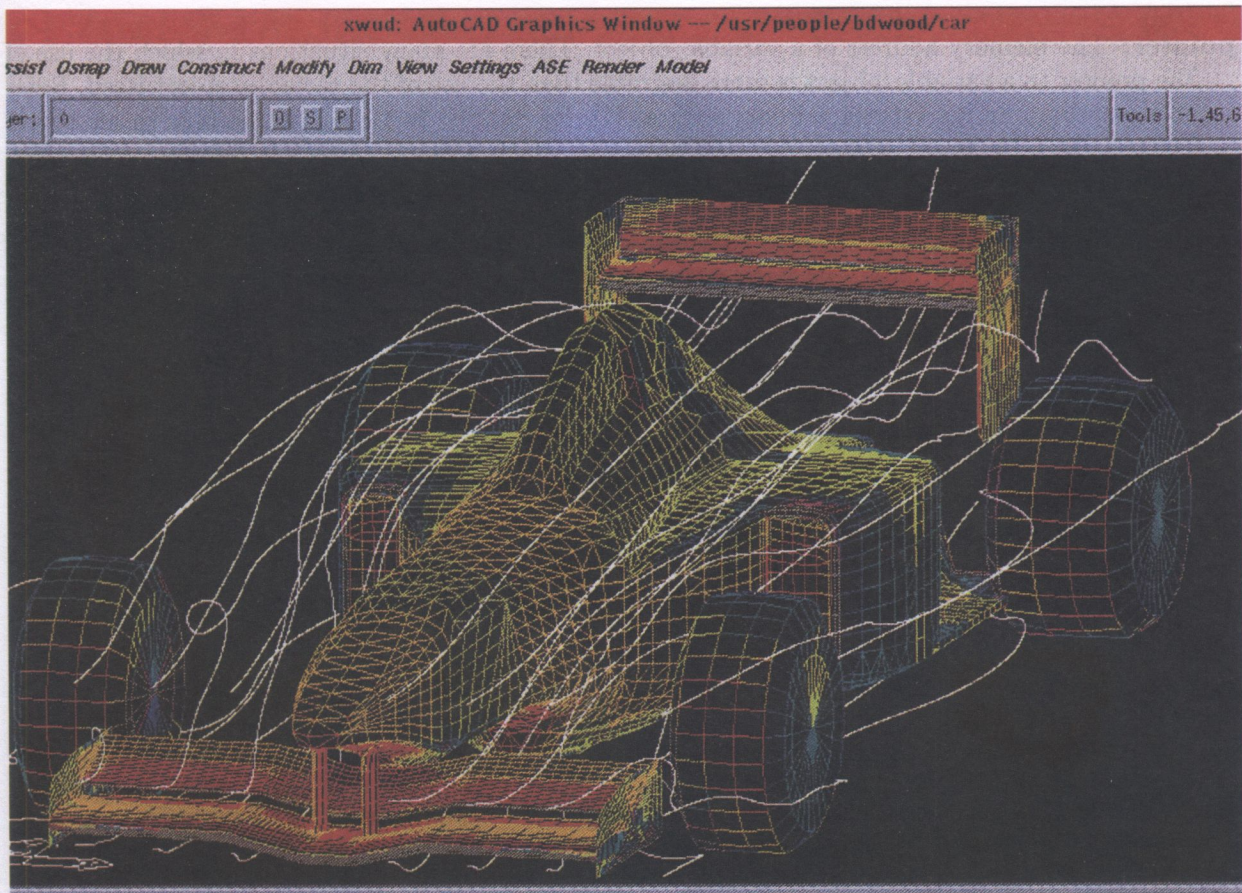 xwud: AutoCAD Graphics Window -- /usr/people/bdwood/car
ssist Osnap Draw Construct Modify Dim View Settings ASE Render Model
yer: 0 O S P Tools -1.45,6